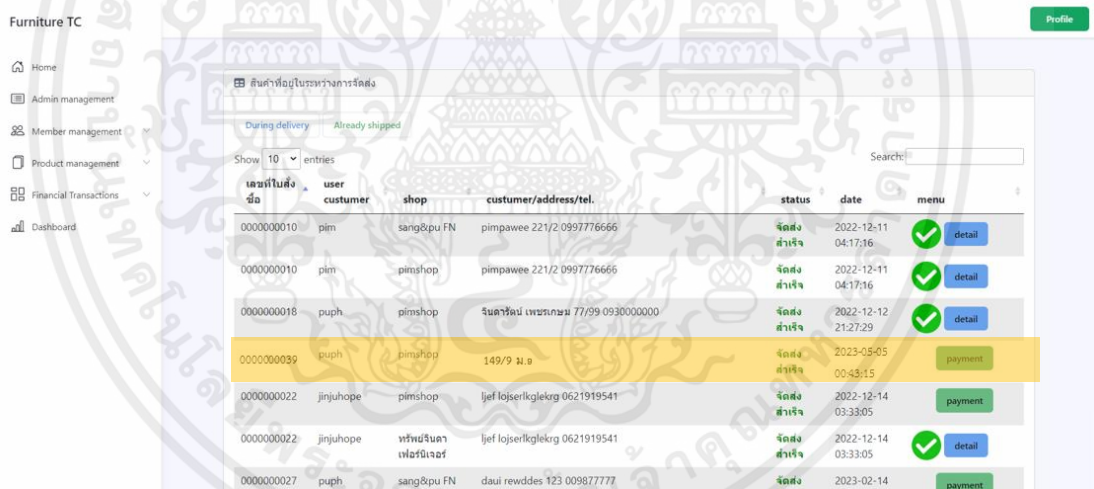 Furniture TC
Profile
Home
Admin management
Member management
Product management
Financial Transactions
Dashboard
สินค้าที่อยู่ในระหว่างการจัดส่ง
During delivery Already shipped
Show 10 entries
Search:
เลขที่ใบสั่งซื้อ user custumer shop custumer/address/tel. status date menu
0000000010 pim sang&pu FN pimpawee 221/2 0997776666 จัดส่งสำเร็จ 2022-12-11 04:17:16 detail
0000000010 pim pimshop pimpawee 221/2 0997776666 จัดส่งสำเร็จ 2022-12-11 04:17:16 detail
0000000018 puph pimshop จินดารัตน์ เพชรเกษม 77/99 0930000000 จัดส่งสำเร็จ 2022-12-12 21:27:29 detail
0000000039 puph pimshop 149/9 ม.๑ จัดส่งสำเร็จ 2023-05-05 00:43:15 payment
0000000022 jinjuhope pimshop ljef lojserlkglekrg 0621919541 จัดส่งสำเร็จ 2022-12-14 03:33:05 payment
0000000022 jinjuhope ทรัพย์จินดา เฟอร์นิเจอร์ ljef lojserlkglekrg 0621919541 จัดส่งสำเร็จ 2022-12-14 03:33:05 detail
0000000027 puph sang&pu FN daui rewddes 123 009877777 จัดส่ง 2023-02-14 payment